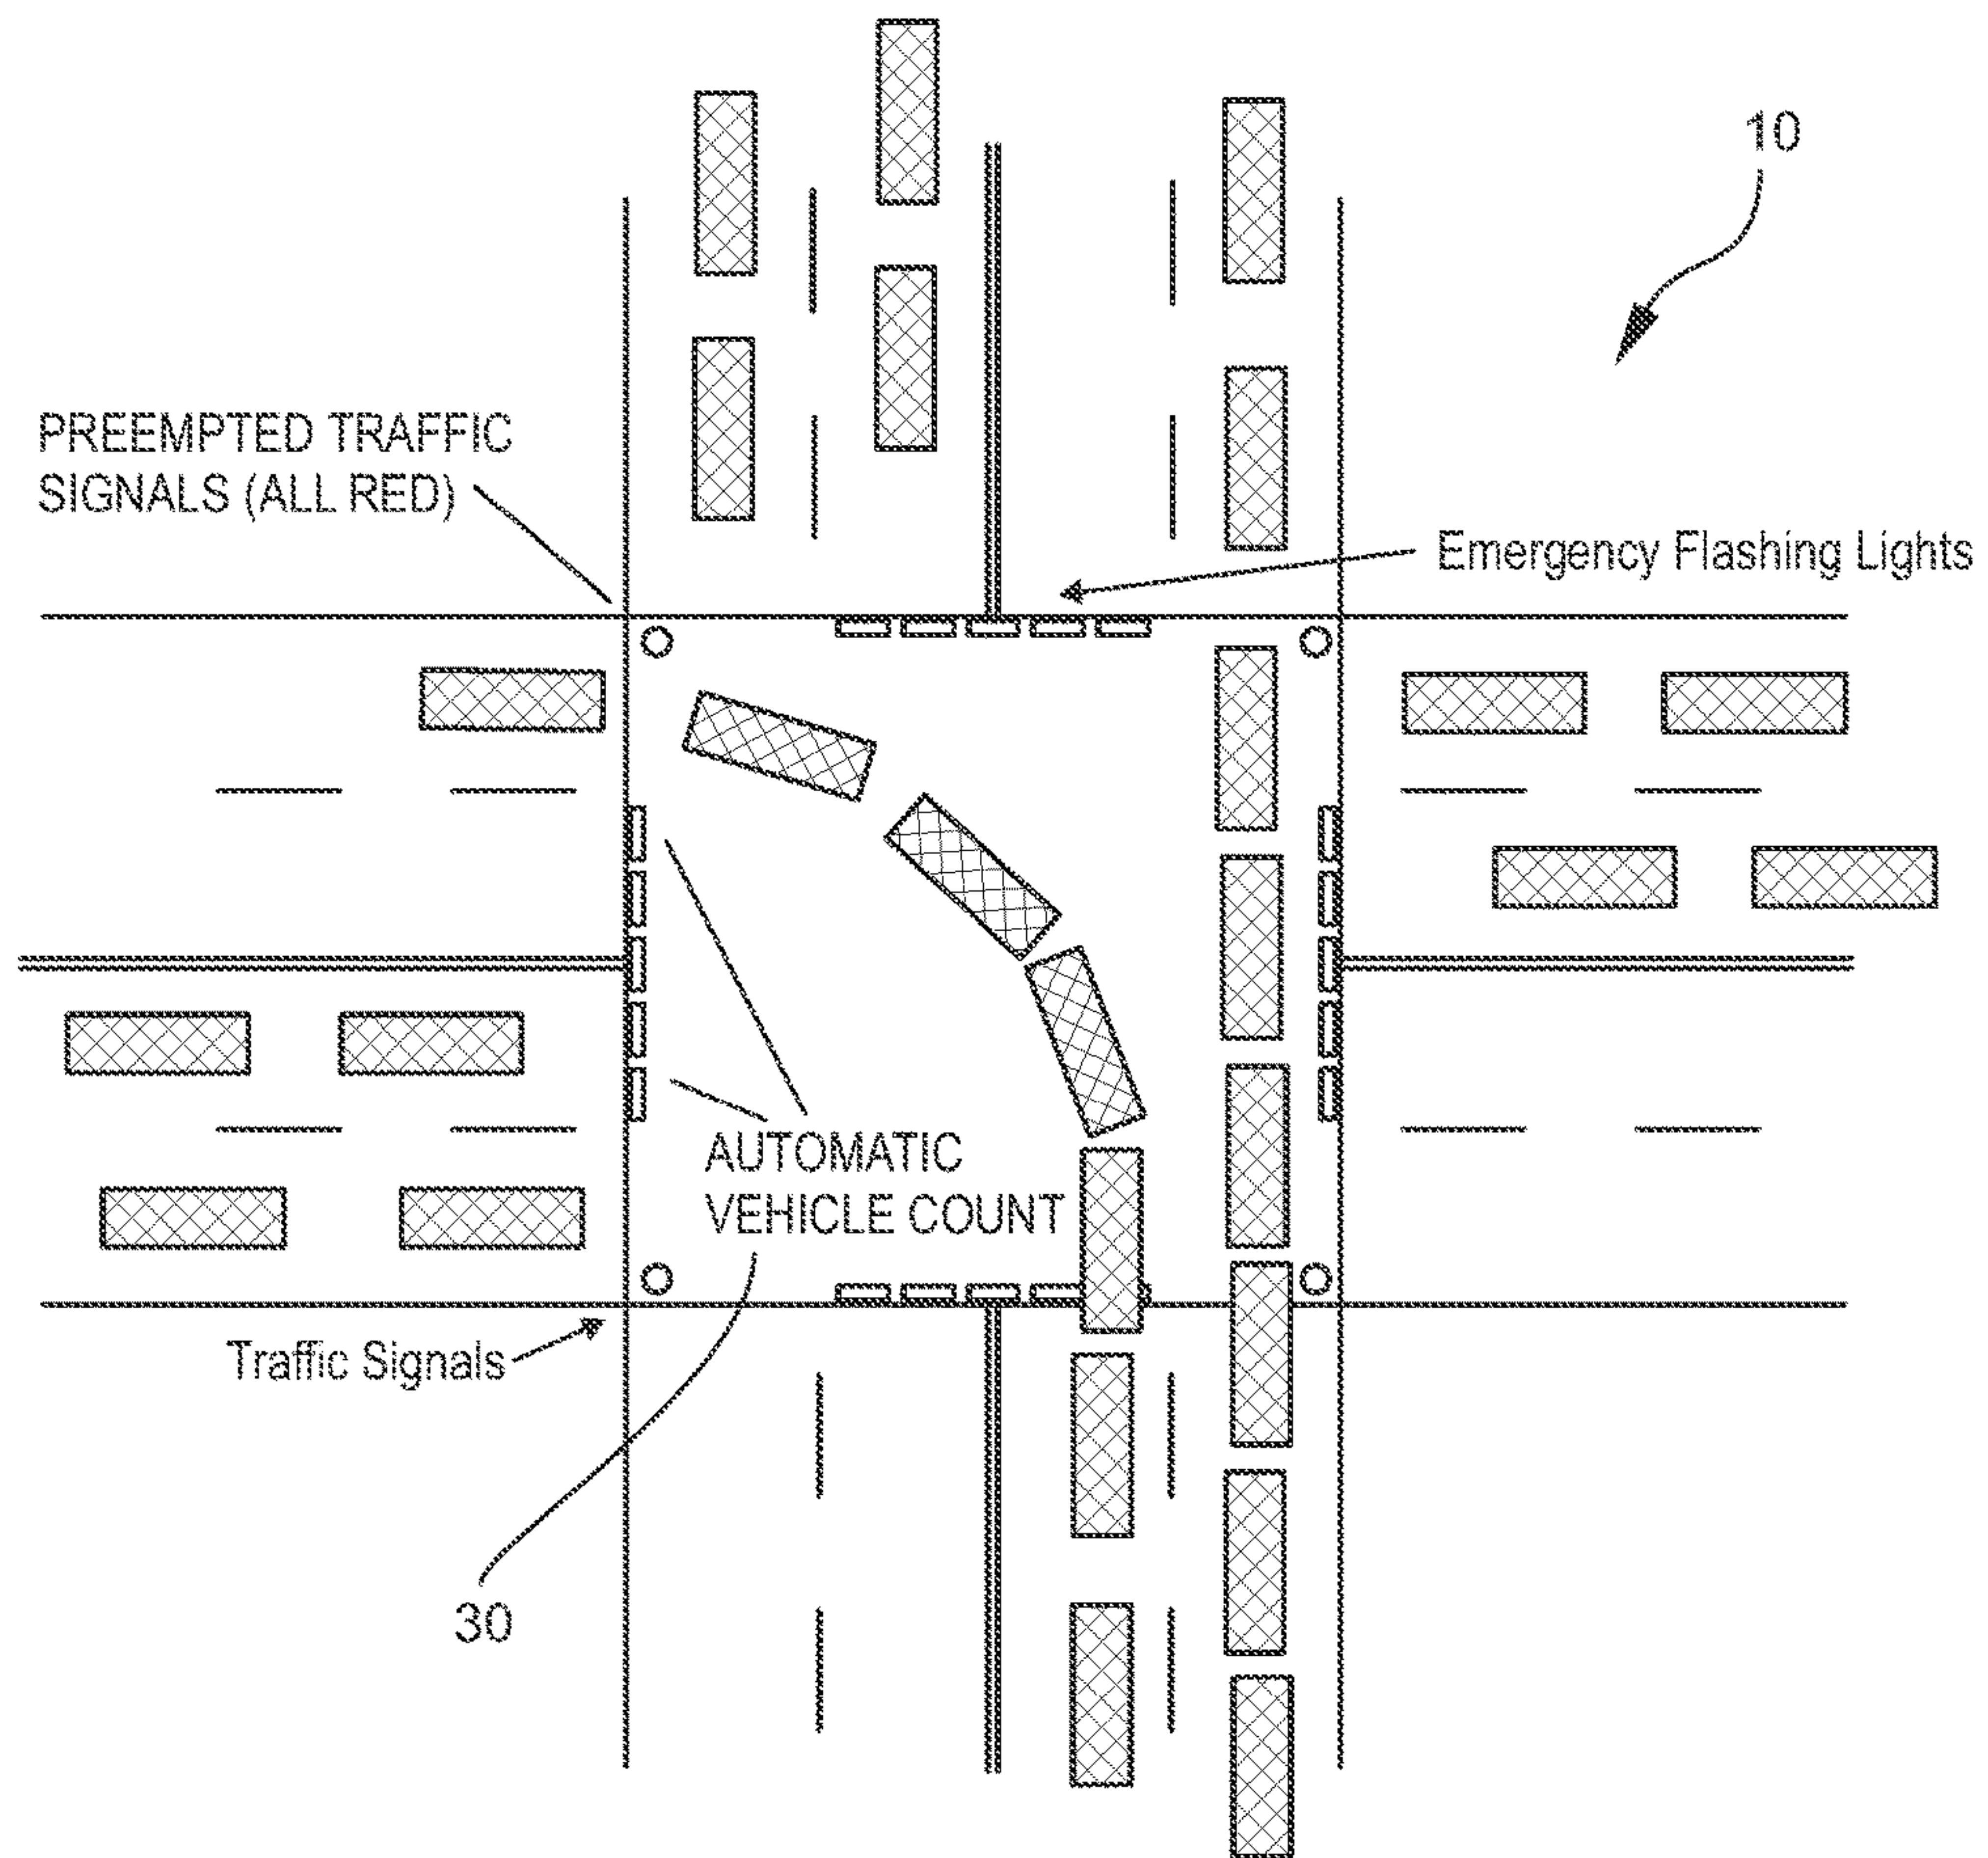 10
PREEMPTED TRAFFIC
SIGNALS (ALL RED)
Emergency Flashing Lights
AUTOMATIC
VEHICLE COUNT
Traffic Signals
30